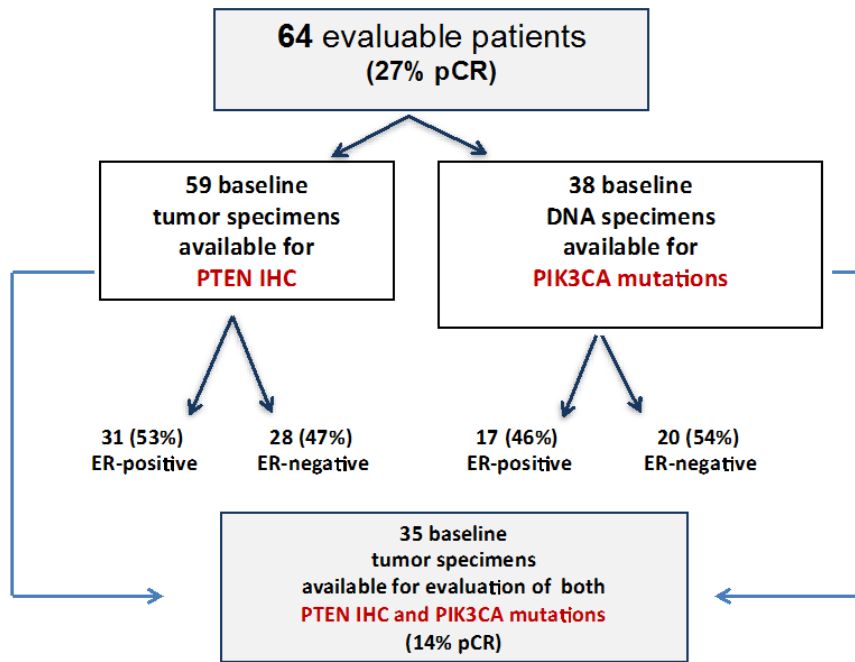 64 evaluable patients
(27% pCR)
59 baseline
tumor specimens
available for
PTEN IHC
38 baseline
DNA specimens
available for
PIK3CA mutations
31 (53%)
ER-positive
28 (47%)
ER-negative
17 (46%)
ER-positive
20 (54%)
ER-negative
35 baseline
tumor specimens
available for evaluation of both
PTEN IHC and PIK3CA mutations
(14% pCR)